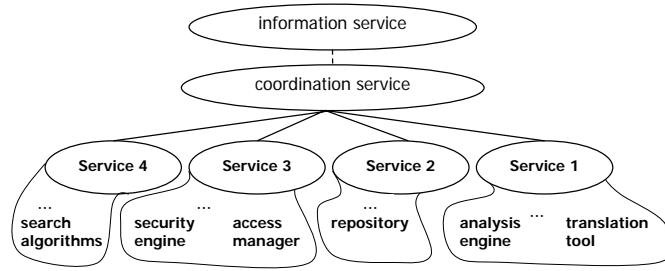 information service
coordination service
Service 4
Service 3
Service 2
Service 1
...
search
algorithms
...
security
engine
access
manager
...
repository
...
analysis
engine
translation
tool